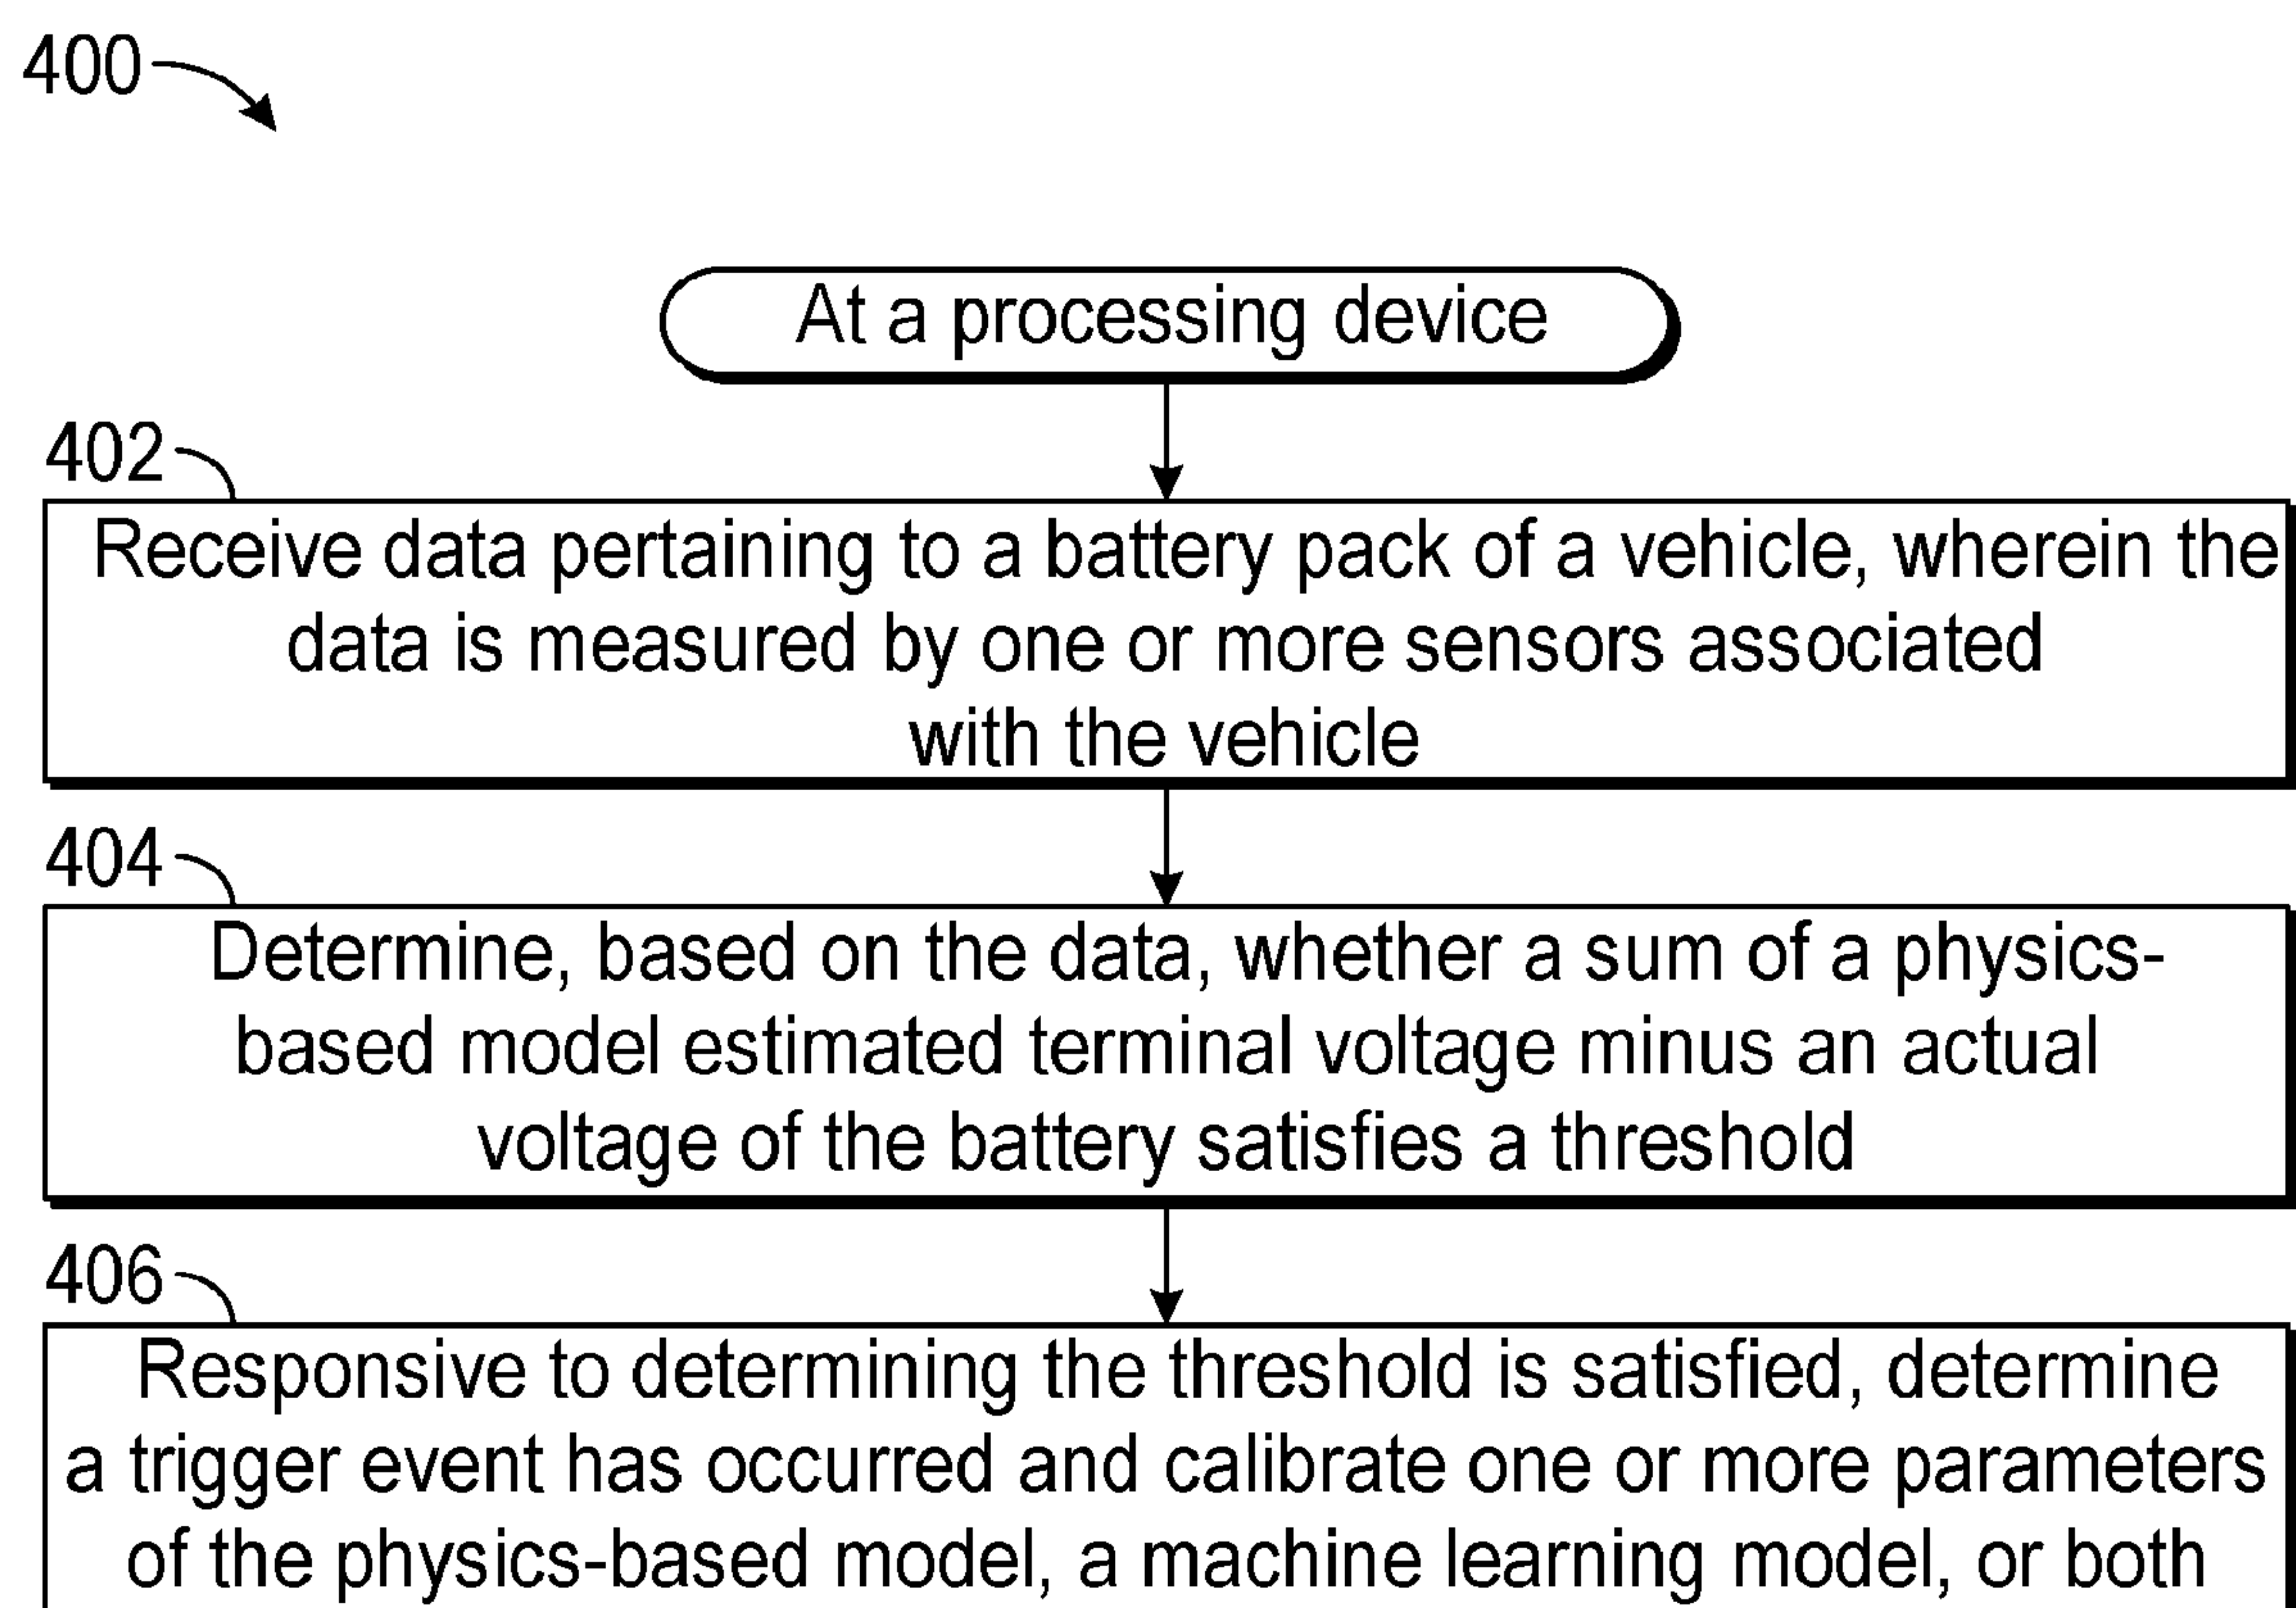 400
At a processing device
402
Receive data pertaining to a battery pack of a vehicle, wherein the
data is measured by one or more sensors associated
with the vehicle
404
Determine, based on the data, whether a sum of a physics-
based model estimated terminal voltage minus an actual
voltage of the battery satisfies a threshold
406
Responsive to determining the threshold is satisfied, determine
a trigger event has occurred and calibrate one or more parameters
of the physics-based model, a machine learning model, or both